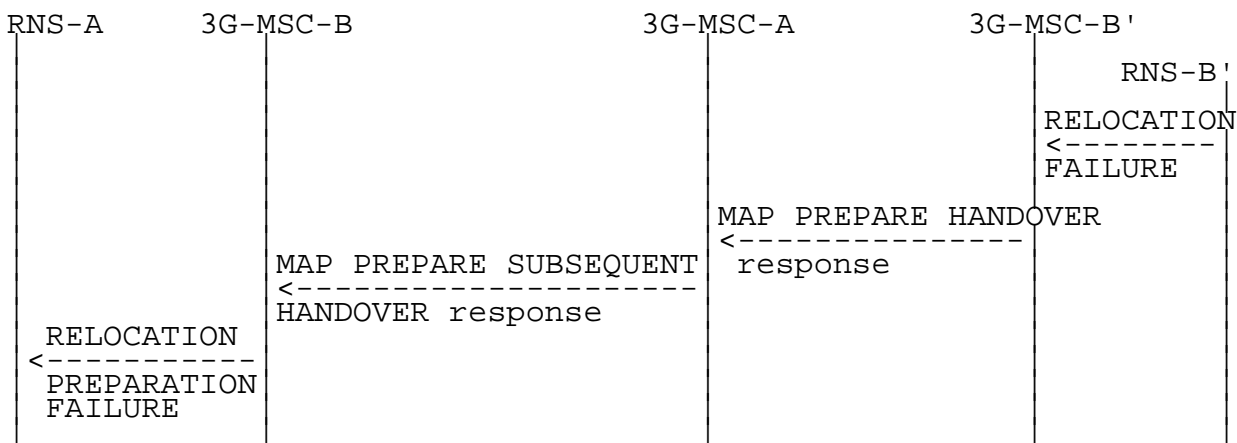 RNS-A 3G-MSC-B 3G-MSC-A 3G-MSC-B'
RNS-B'
RELOCATION
FAILURE
MAP PREPARE HANDOVER
response
MAP PREPARE SUBSEQUENT
HANDOVER response
RELOCATION
PREPARATION
FAILURE